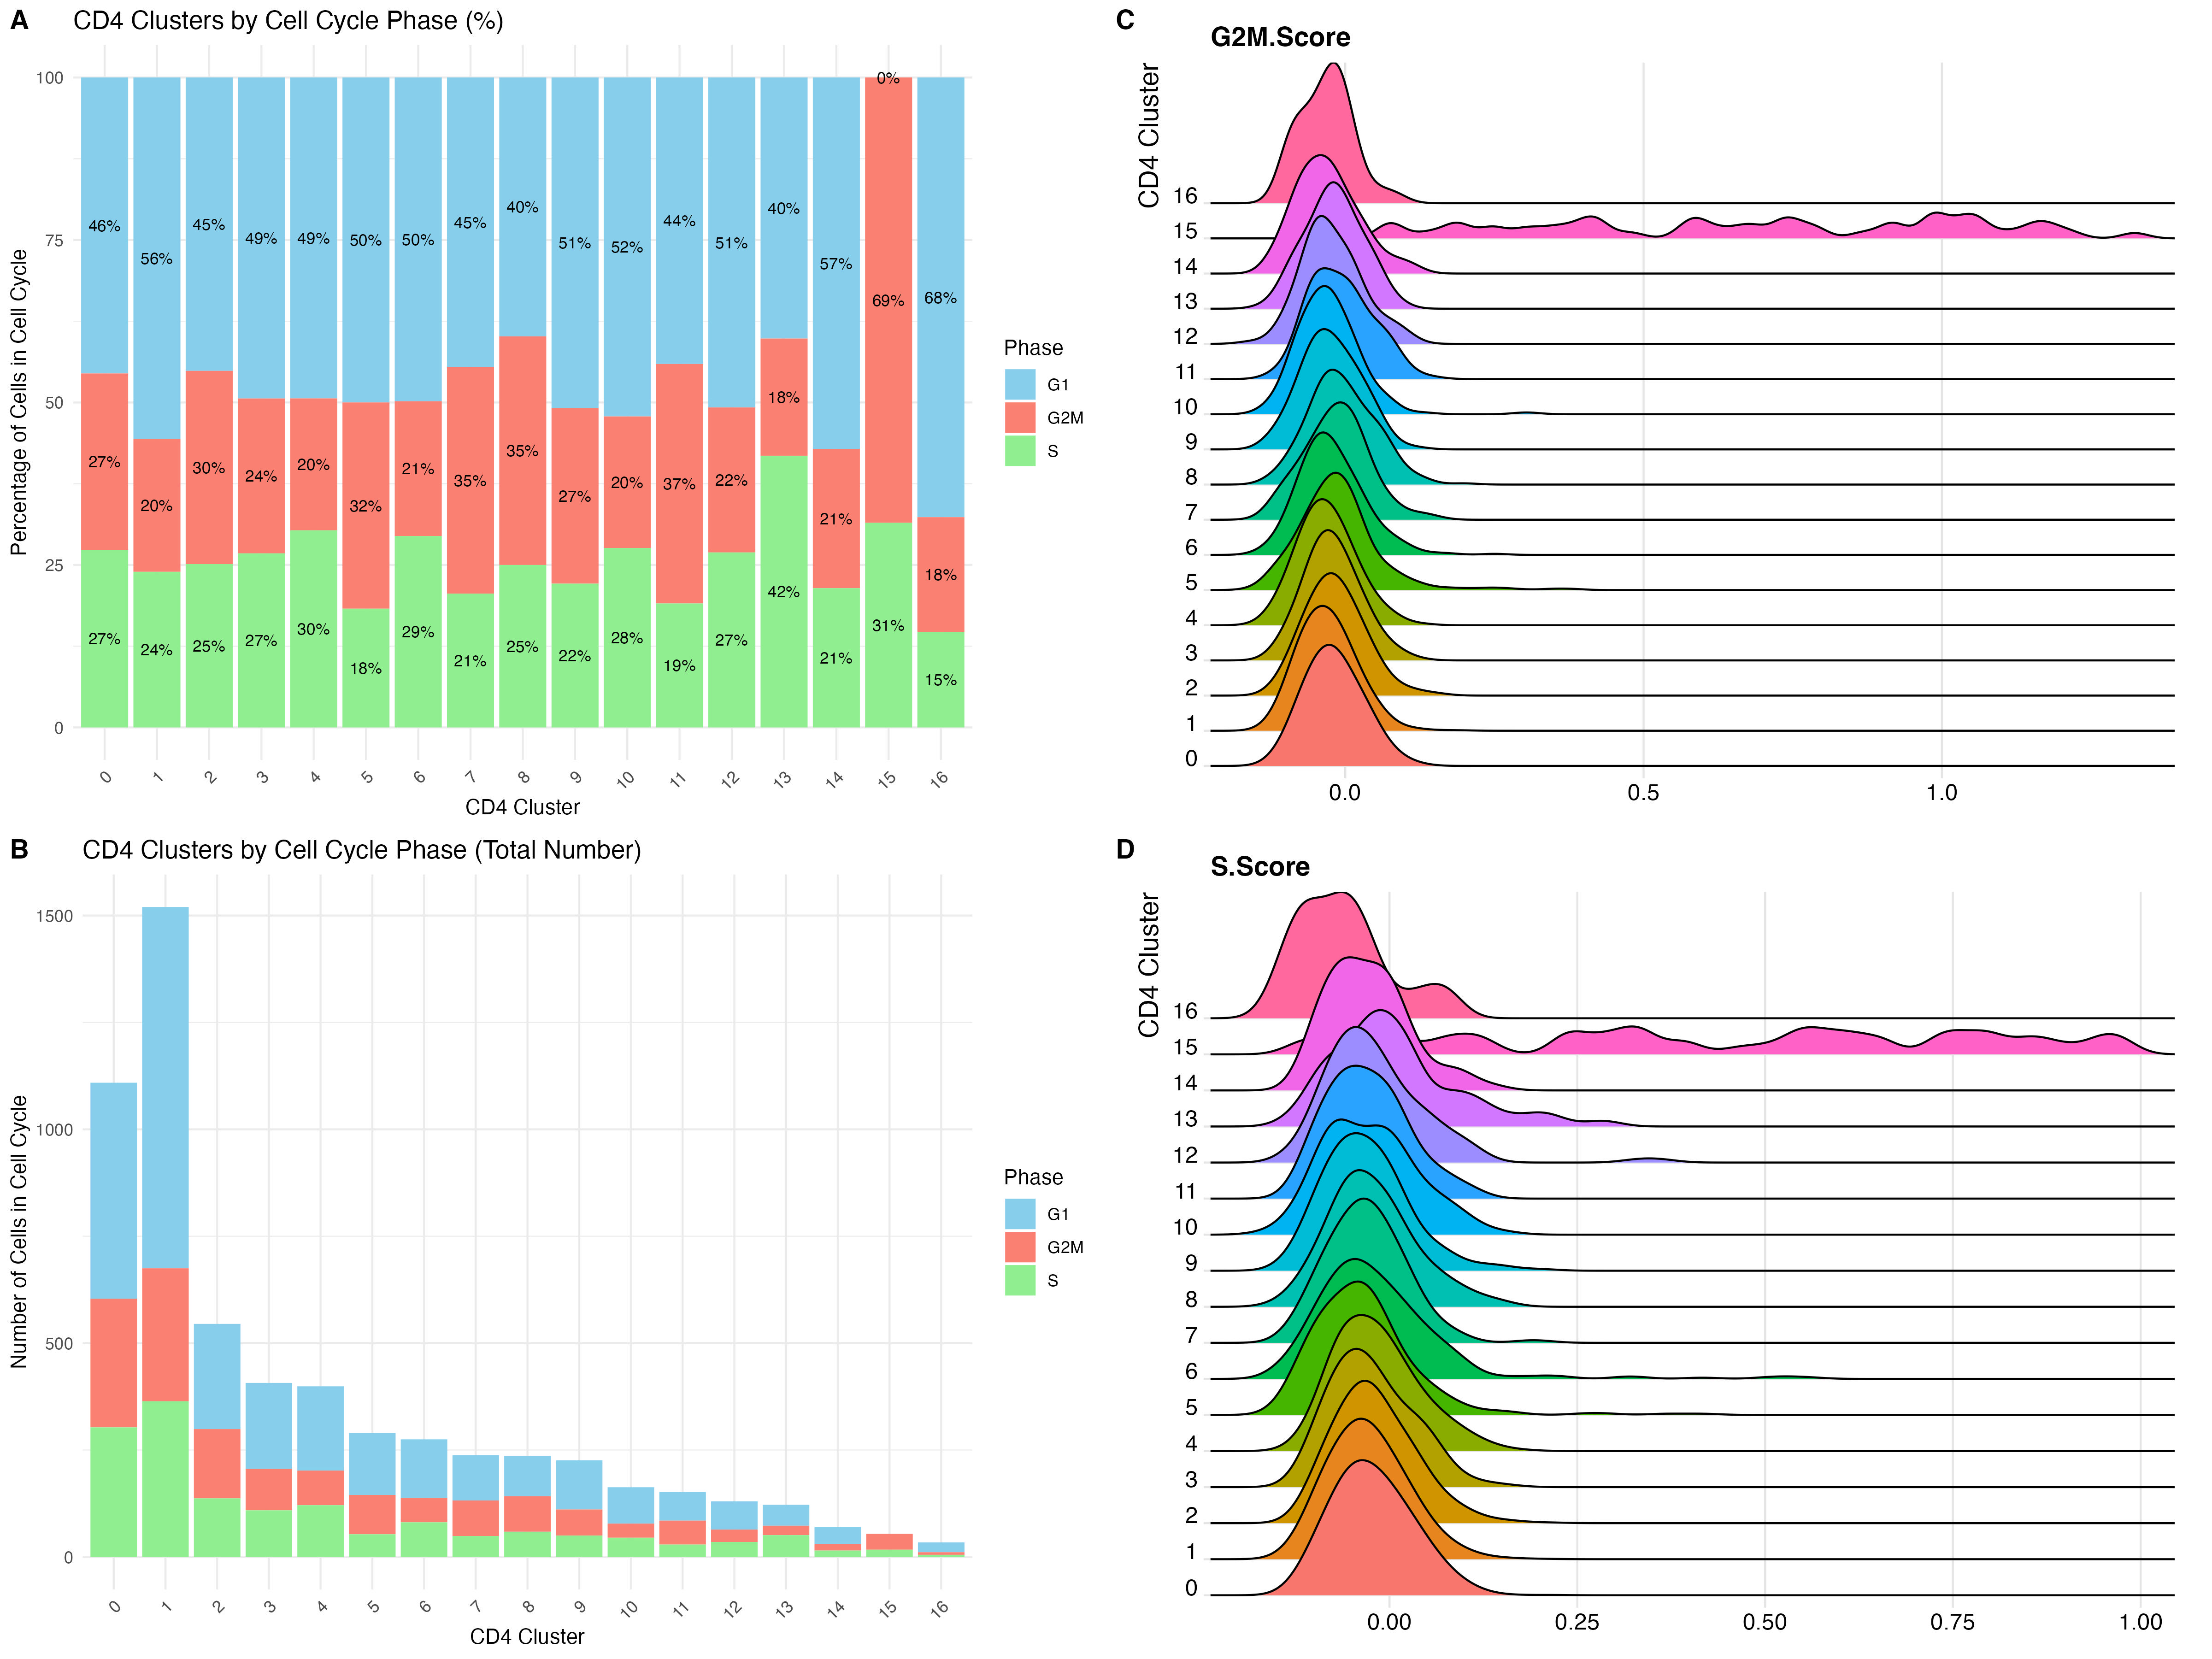 A
CD4 Clusters by Cell Cycle Phase (%)
Percentage of Cells in Cell Cycle
100
75
50
25
0
46% 56% 45% 49% 49% 50% 50% 45% 40% 51% 52% 44% 51% 40% 57% 0% 68%
27% 20% 30% 24% 20% 32% 21% 35% 35% 27% 20% 37% 22% 18% 21% 69% 18%
27% 24% 25% 27% 30% 18% 29% 21% 25% 22% 28% 19% 27% 42% 21% 31% 15%
0 1 2 3 4 5 6 7 8 9 10 11 12 13 14 15 16
CD4 Cluster
Phase
G1
G2M
S
B
CD4 Clusters by Cell Cycle Phase (Total Number)
Number of Cells in Cell Cycle
1500
1000
500
0
0 1 2 3 4 5 6 7 8 9 10 11 12 13 14 15 16
CD4 Cluster
Phase
G1
G2M
S
C
G2M.Score
CD4 Cluster
16
15
14
13
12
11
10
9
8
7
6
5
4
3
2
1
0
0.0 0.5 1.0
D
S.Score
CD4 Cluster
16
15
14
13
12
11
10
9
8
7
6
5
4
3
2
1
0
0.00 0.25 0.50 0.75 1.00